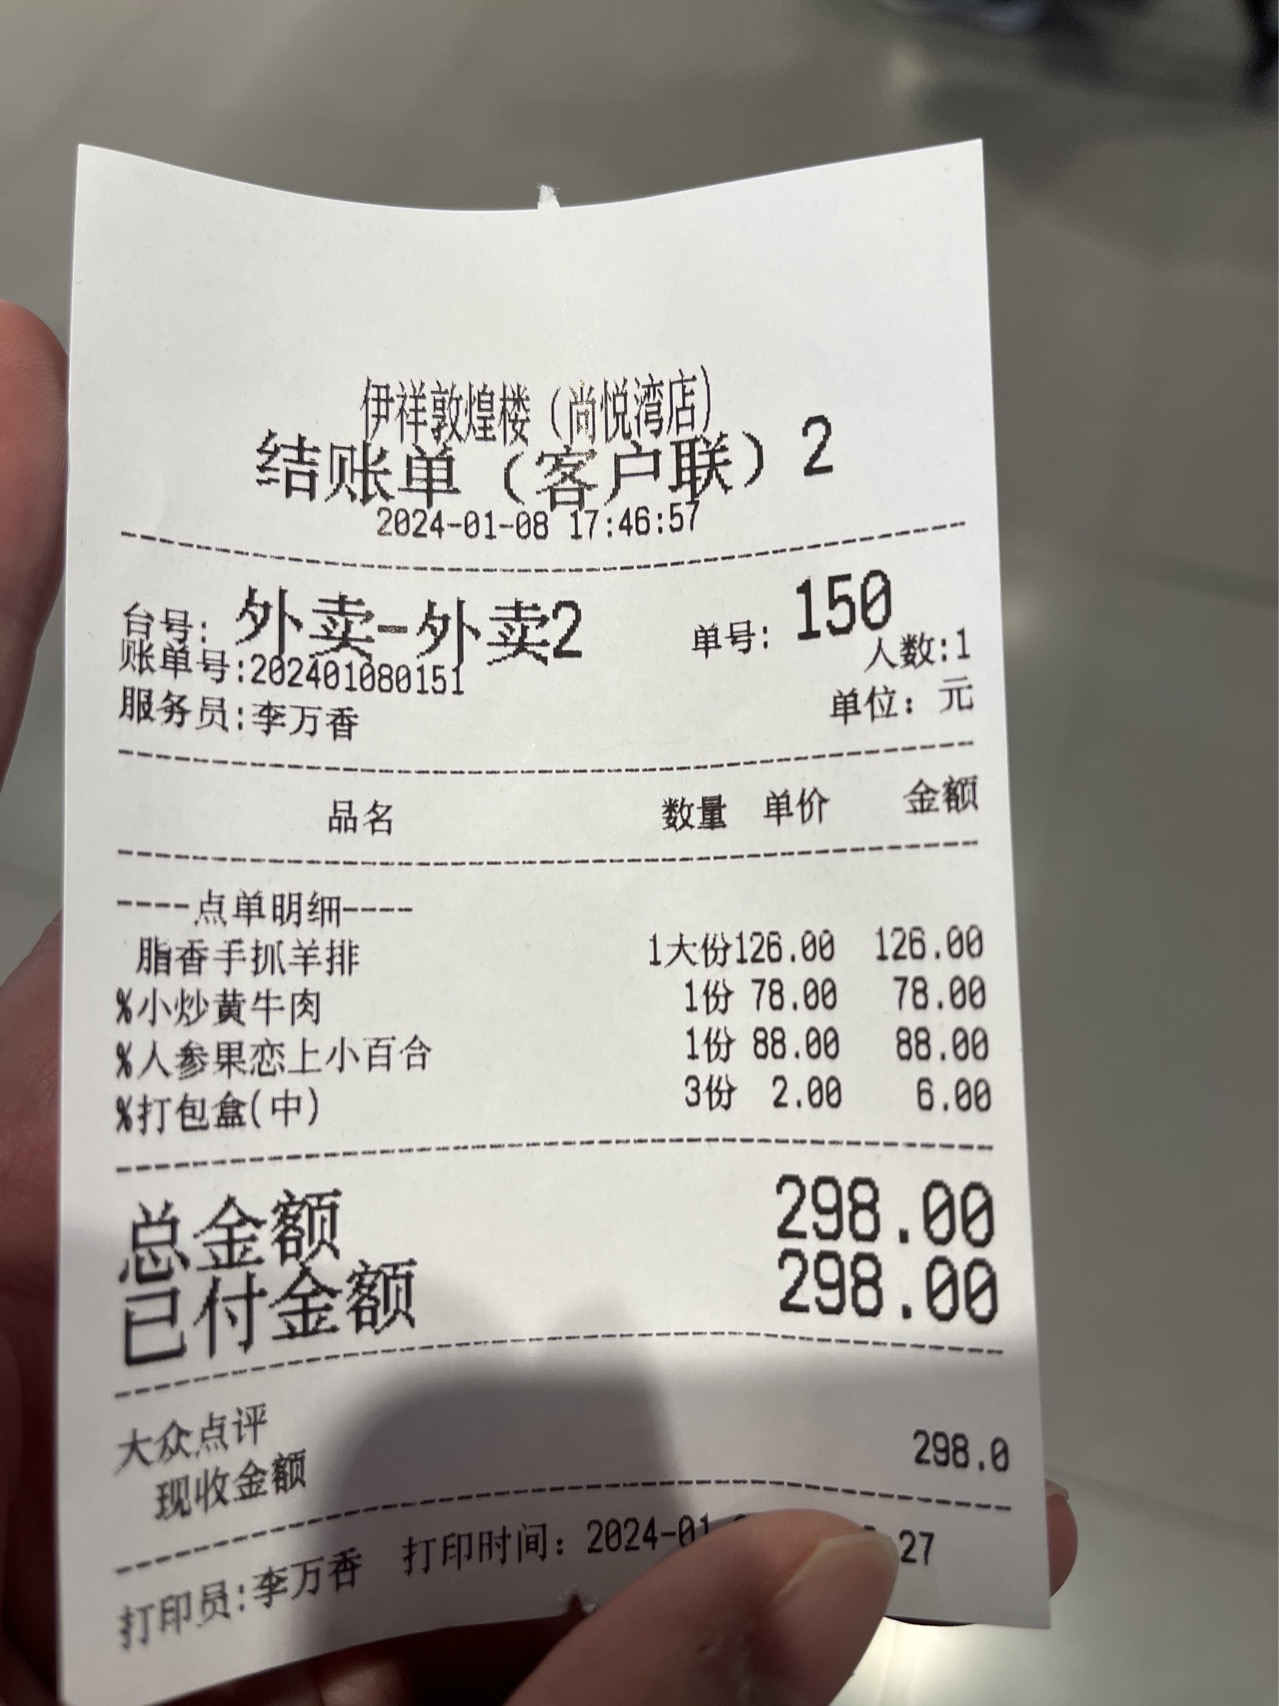 伊祥敦煌楼（尚悦湾店）
结账单（客户联）2
2024-01-08 17:46:57
台号: 外卖-外卖2 单号: 150
人数:1
账单号:202401080151
服务员:李万香 单位: 元
品名 数量 单价 金额
----点单明细----
脂香手抓羊排 1大份126.00 126.00
%小炒黄牛肉 1份 78.00 78.00
%人参果恋上小百合 1份 88.00 88.00
%打包盒(中) 3份 2.00 6.00
总金额 298.00
已付金额 298.00
大众点评 298.0
现收金额
打印员:李万香 打印时间: 2024-01 27